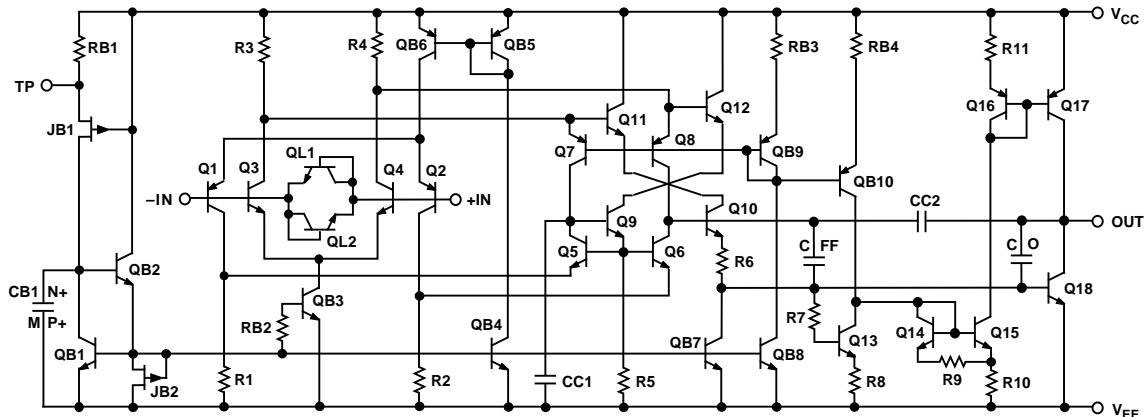 V_CC
RB1
R3
R4
QB6
QB5
RB3
RB4
R11
TP
JB1
Q12
Q11
Q16
Q17
Q7
Q8
QB9
QL1
Q1
Q3
Q4
Q2
QB10
–IN
+IN
CC2
Q9
Q10
QL2
OUT
Q5
Q6
C FF
C O
R6
QB2
CB1 N+
M P+
QB3
Q18
RB2
QB4
R7
Q13
Q14
Q15
QB1
QB7
QB8
R9
JB2
R1
R2
CC1
R5
R8
R10
V_EE